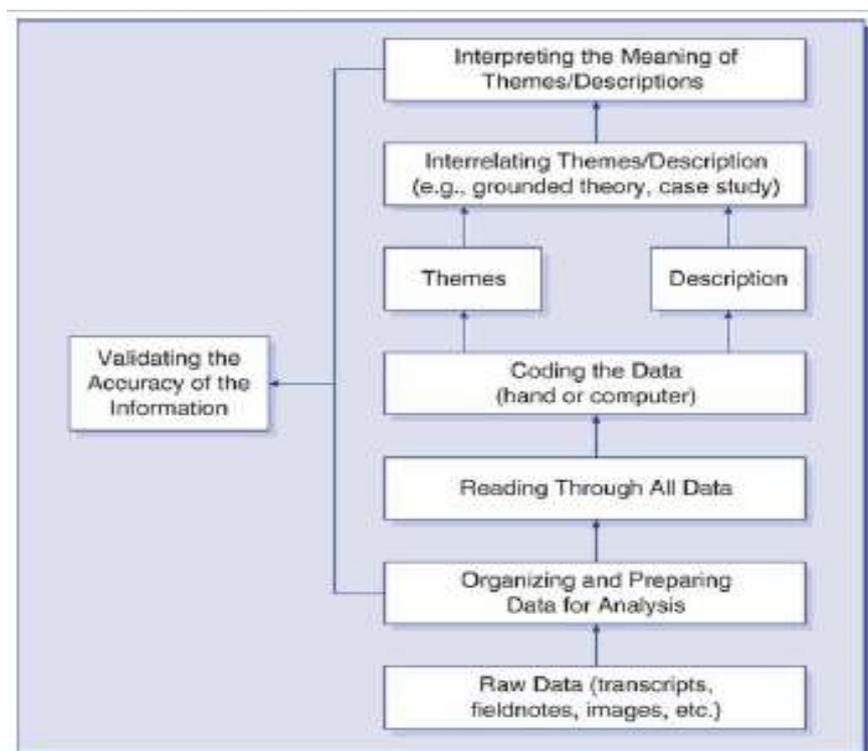 Interpreting the Meaning of
Themes/Descriptions
Interrelating Themes/Description
(e.g., grounded theory, case study)
Themes
Description
Validating the
Accuracy of the
Information
Coding the Data
(hand or computer)
Reading Through All Data
Organizing and Preparing
Data for Analysis
Raw Data (transcripts,
fieldnotes, images, etc.)